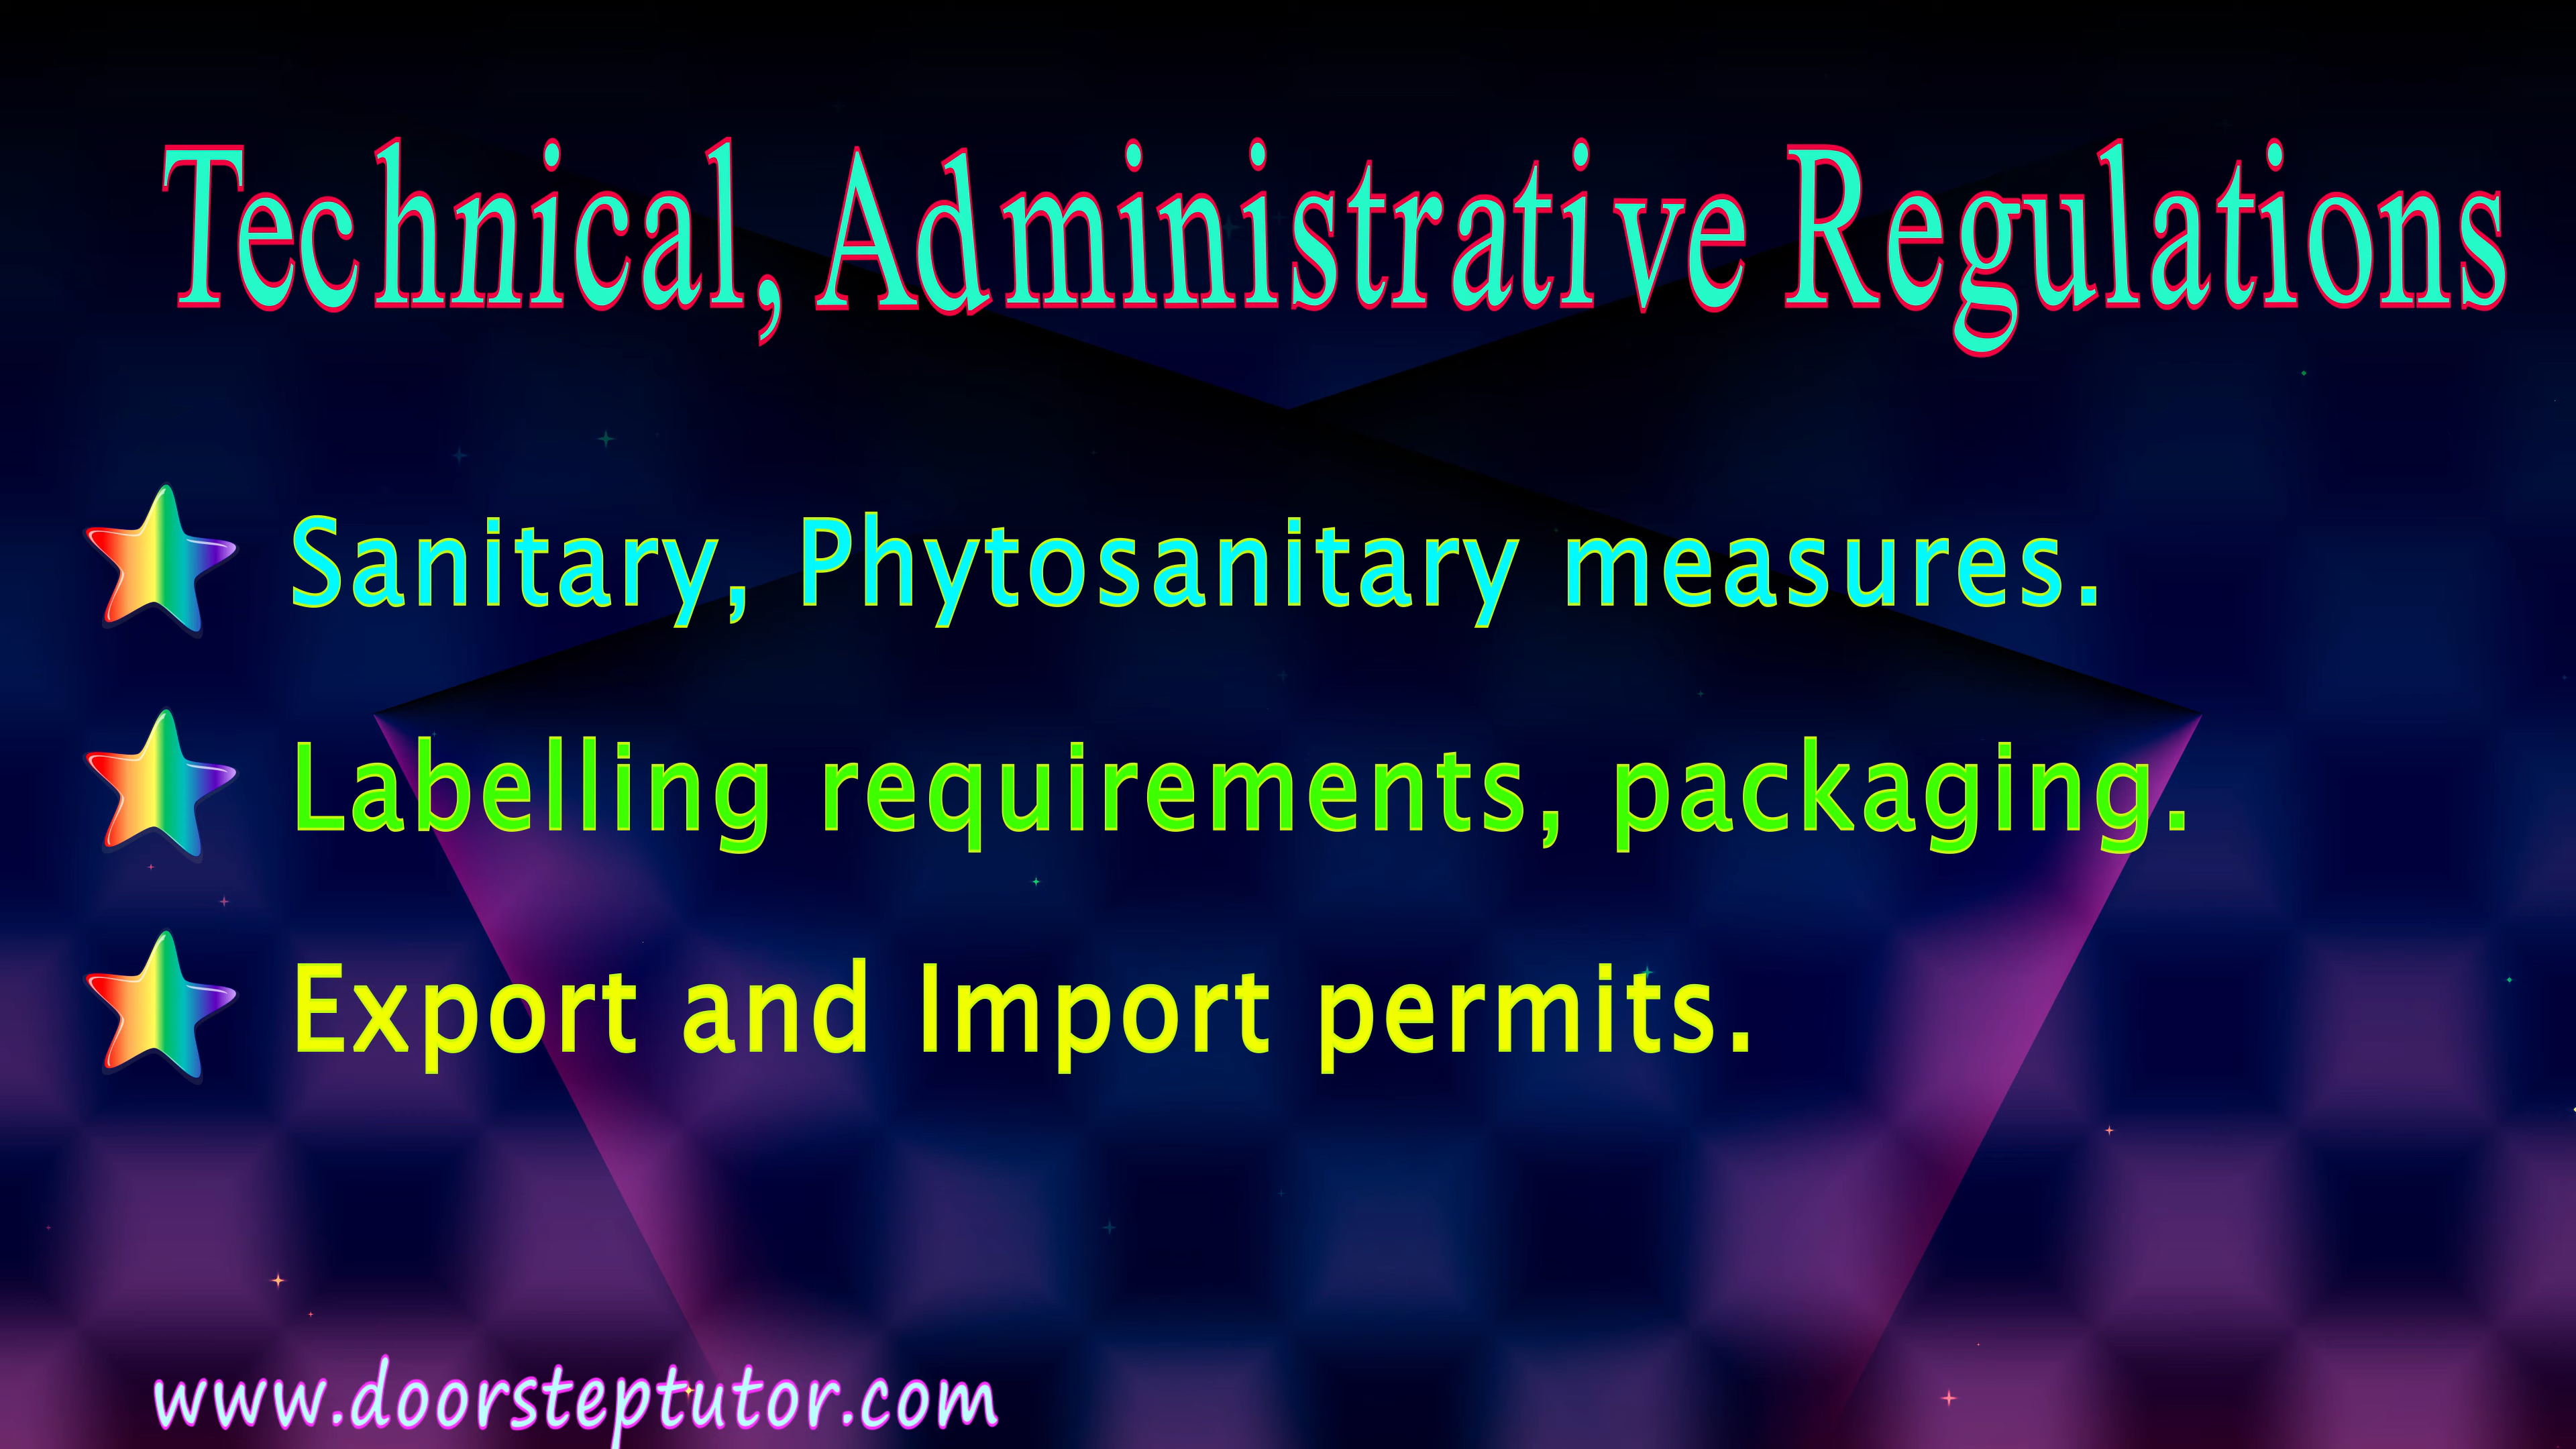 Technical, Administrative Regulations
Sanitary, Phytosanitary measures.
Labelling requirements, packaging.
Export and Import permits.
www.doorsteptutor.com